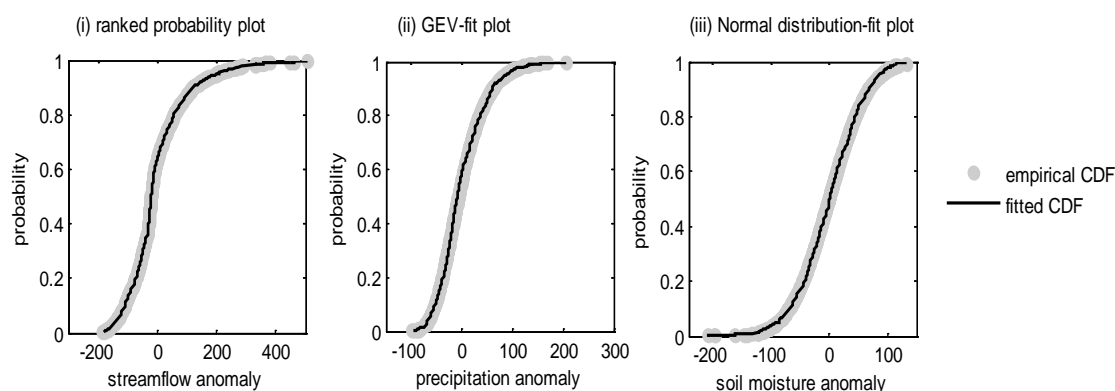 (i) ranked probability plot
(ii) GEV-fit plot
(iii) Normal distribution-fit plot
1
0.8
0.6
0.4
0.2
0
probability
-200 0 200 400
streamflow anomaly
1
0.8
0.6
0.4
0.2
0
probability
-100 0 100 200 300
precipitation anomaly
1
0.8
0.6
0.4
0.2
0
probability
-200 -100 0 100
soil moisture anomaly
empirical CDF
fitted CDF